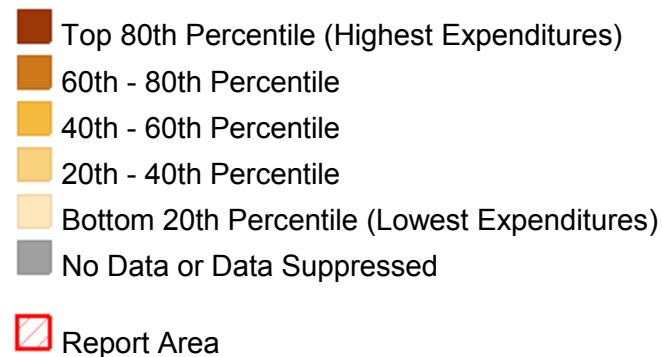 Top 80th Percentile (Highest Expenditures)
60th - 80th Percentile
40th - 60th Percentile
20th - 40th Percentile
Bottom 20th Percentile (Lowest Expenditures)
No Data or Data Suppressed
Report Area